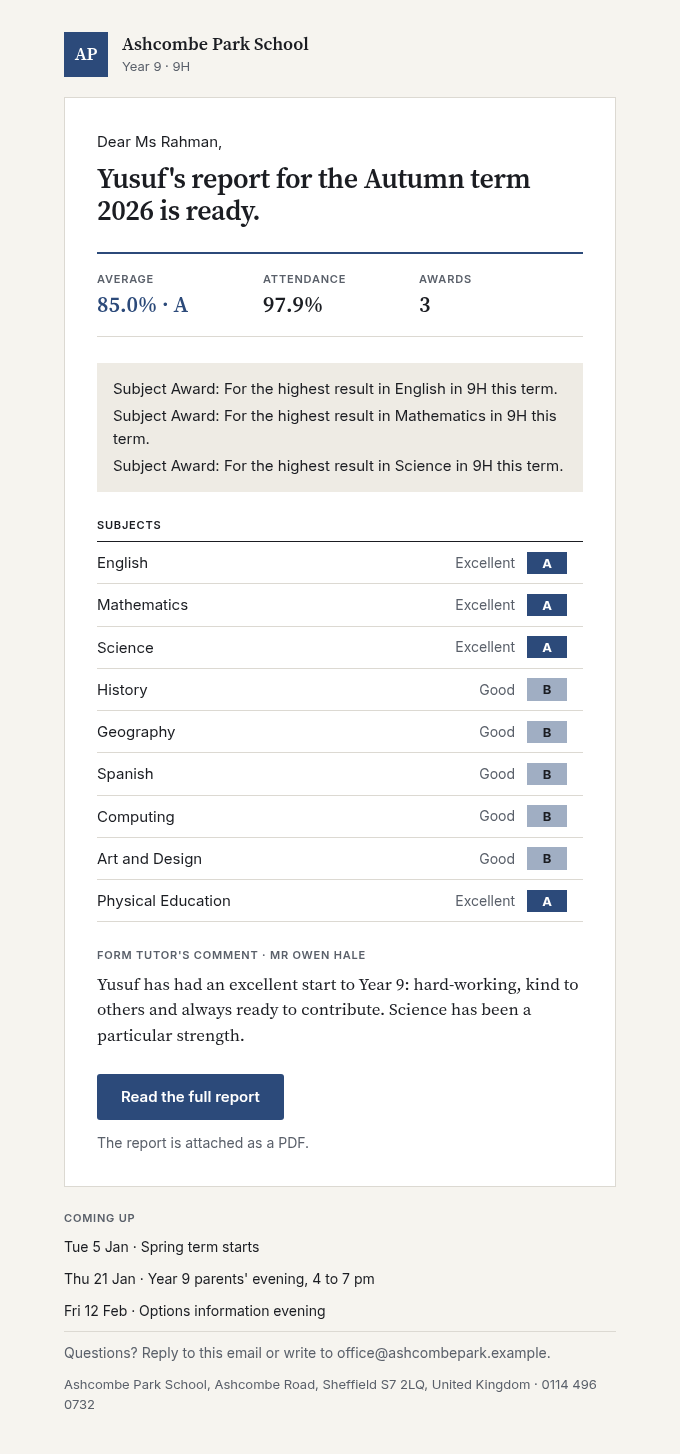 AP
Ashcombe Park School
Year 9 · 9H
Dear Ms Rahman,
Yusuf's report for the Autumn term
2026 is ready.
AVERAGE
85.0% · A
ATTENDANCE
97.9%
AWARDS
3
Subject Award: For the highest result in English in 9H this term.
Subject Award: For the highest result in Mathematics in 9H this
term.
Subject Award: For the highest result in Science in 9H this term.
SUBJECTS
English Excellent A
Mathematics Excellent A
Science Excellent A
History Good B
Geography Good B
Spanish Good B
Computing Good B
Art and Design Good B
Physical Education Excellent A
FORM TUTOR'S COMMENT · MR OWEN HALE
Yusuf has had an excellent start to Year 9: hard-working, kind to
others and always ready to contribute. Science has been a
particular strength.
Read the full report
The report is attached as a PDF.
COMING UP
Tue 5 Jan · Spring term starts
Thu 21 Jan · Year 9 parents' evening, 4 to 7 pm
Fri 12 Feb · Options information evening
Questions? Reply to this email or write to office@ashcombepark.example.
Ashcombe Park School, Ashcombe Road, Sheffield S7 2LQ, United Kingdom · 0114 496
0732